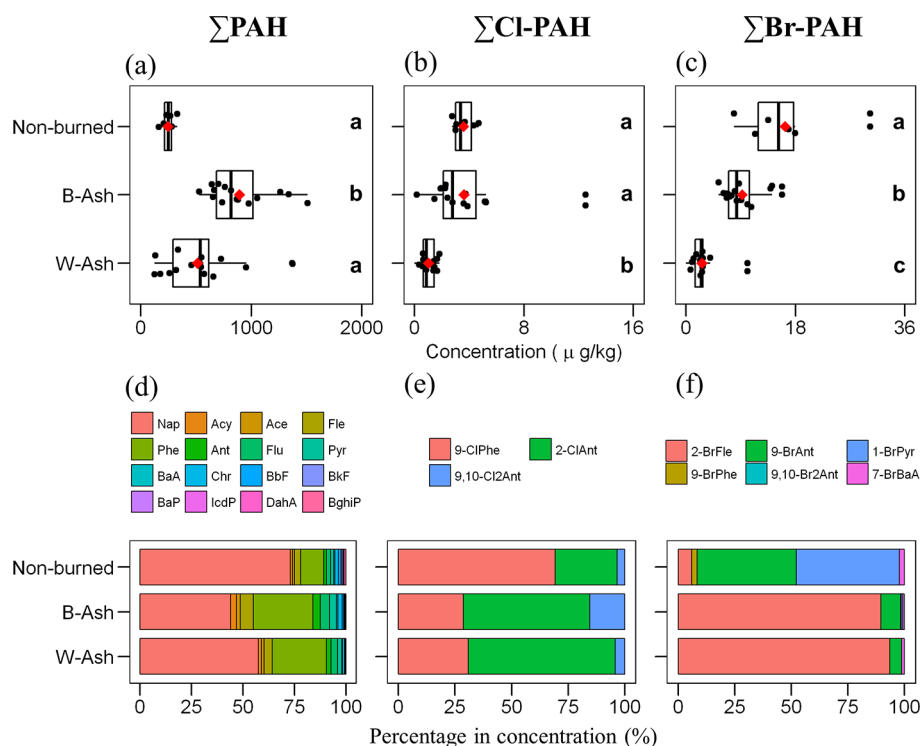 ∑PAH ∑Cl-PAH ∑Br-PAH
(a) (b) (c)
Non-burned a a a
B-Ash b a b
W-Ash a b c
0 1000 2000 0 8 16 0 18 36
Concentration ( μ g/kg)
(d) (e) (f)
Nap Acy Ace Fle
Phe Ant Flu Pyr
BaA Chr BbF BkF
BaP IcdP DahA BghiP
9-ClPhe 2-ClAnt
9,10-Cl2Ant
2-BrFle 9-BrAnt 1-BrPyr
9-BrPhe 9,10-Br2Ant 7-BrBaA
Non-burned
B-Ash
W-Ash
0 25 50 75 100 0 25 50 75 100 0 25 50 75 100
Percentage in concentration (%)